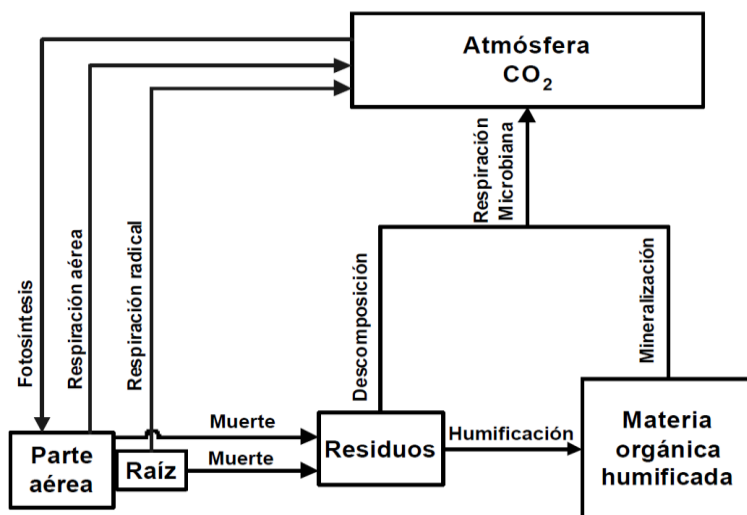 Atmósfera
CO₂
Fotosíntesis
Respiración aérea
Respiración radical
Respiración
Microbiana
Descomposición
Mineralización
Parte
aérea
Raíz
Muerte
Muerte
Residuos
Humificación
Materia
orgánica
humificada